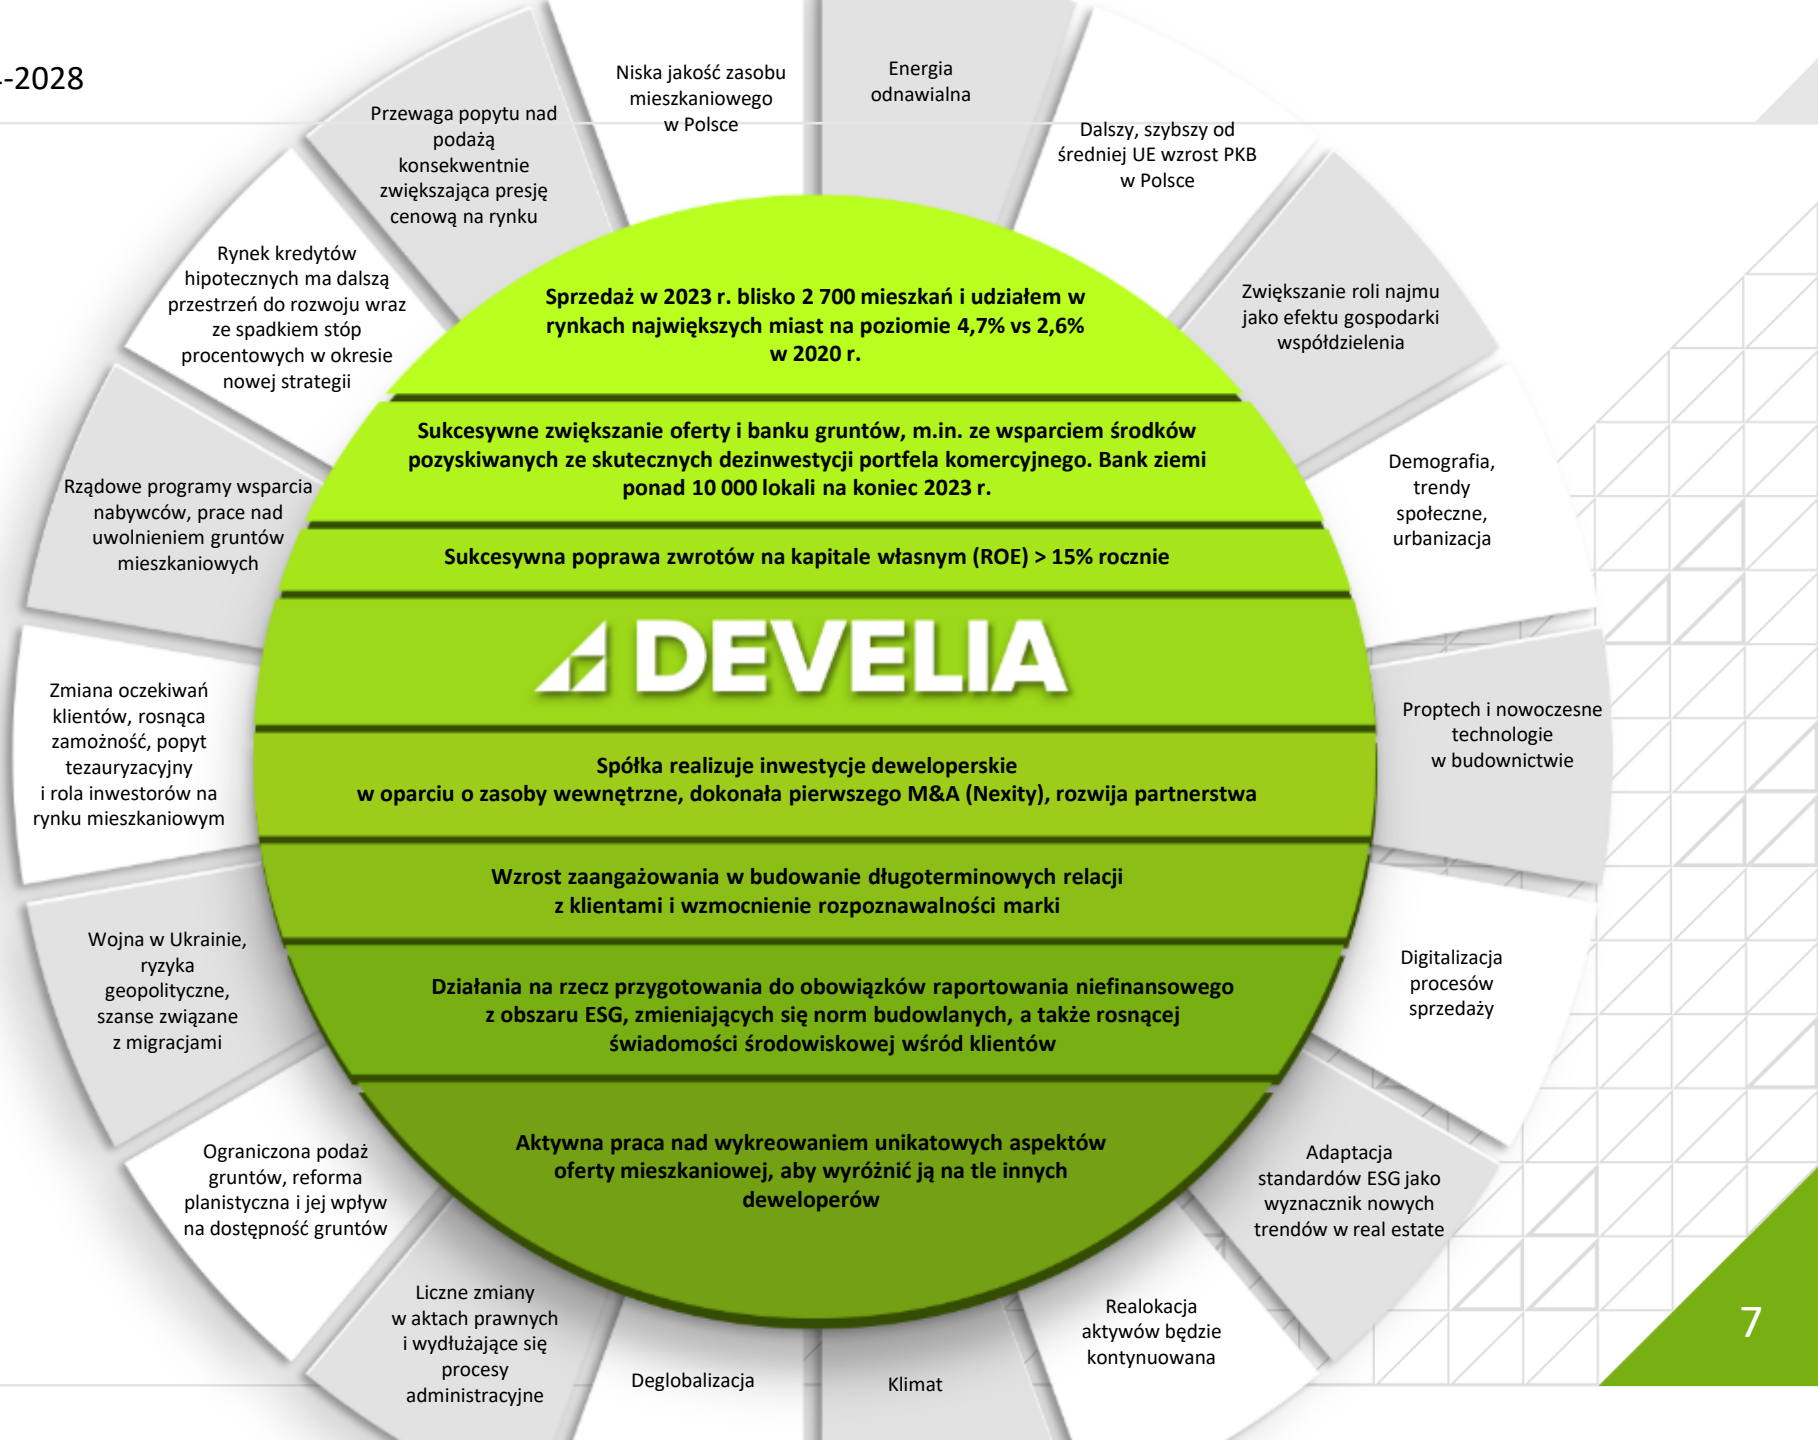 -2028
Niska jakość zasobu
mieszkaniowego
w Polsce
Energia
odnawialna
Dalszy, szybszy od
średniej UE wzrost PKB
w Polsce
Zwiększanie roli najmu
jako efektu gospodarki
współdzielenia
Demografia,
trendy
społeczne,
urbanizacja
Proptech i nowoczesne
technologie
w budownictwie
Digitalizacja
procesów
sprzedaży
Adaptacja
standardów ESG jako
wyznacznik nowych
trendów w real estate
Realokacja
aktywów będzie
kontynuowana
Klimat
Deglobalizacja
Liczne zmiany
w aktach prawnych
i wydłużające się
procesy
administracyjne
Ograniczona podaż
gruntów, reforma
planistyczna i jej wpływ
na dostępność gruntów
Wojna w Ukrainie,
ryzyka
geopolityczne,
szanse związane
z migracjami
Zmiana oczekiwań
klientów, rosnąca
zamożność, popyt
tezauryzacyjny
i rola inwestorów na
rynku mieszkaniowym
Rządowe programy wsparcia
nabywców, prace nad
uwolnieniem gruntów
mieszkaniowych
Rynek kredytów
hipotecznych ma dalszą
przestrzeń do rozwoju wraz
ze spadkiem stóp
procentowych w okresie
nowej strategii
Przewaga popytu nad
podażą
konsekwentnie
zwiększająca presję
cenową na rynku
Sprzedaż w 2023 r. blisko 2 700 mieszkań i udziałem w
rynkach największych miast na poziomie 4,7% vs 2,6%
w 2020 r.
Sukcesywne zwiększanie oferty i banku gruntów, m.in. ze wsparciem środków
pozyskiwanych ze skutecznych dezinwestycji portfela komercyjnego. Bank ziemi
ponad 10 000 lokali na koniec 2023 r.
Sukcesywna poprawa zwrotów na kapitale własnym (ROE) > 15% rocznie
DEVELIA
Spółka realizuje inwestycje deweloperskie
w oparciu o zasoby wewnętrzne, dokonała pierwszego M&A (Nexity), rozwija partnerstwa
Wzrost zaangażowania w budowanie długoterminowych relacji
z klientami i wzmocnienie rozpoznawalności marki
Działania na rzecz przygotowania do obowiązków raportowania niefinansowego
z obszaru ESG, zmieniających się norm budowlanych, a także rosnącej
świadomości środowiskowej wśród klientów
Aktywna praca nad wykreowaniem unikatowych aspektów
oferty mieszkaniowej, aby wyróżnić ją na tle innych
deweloperów
7